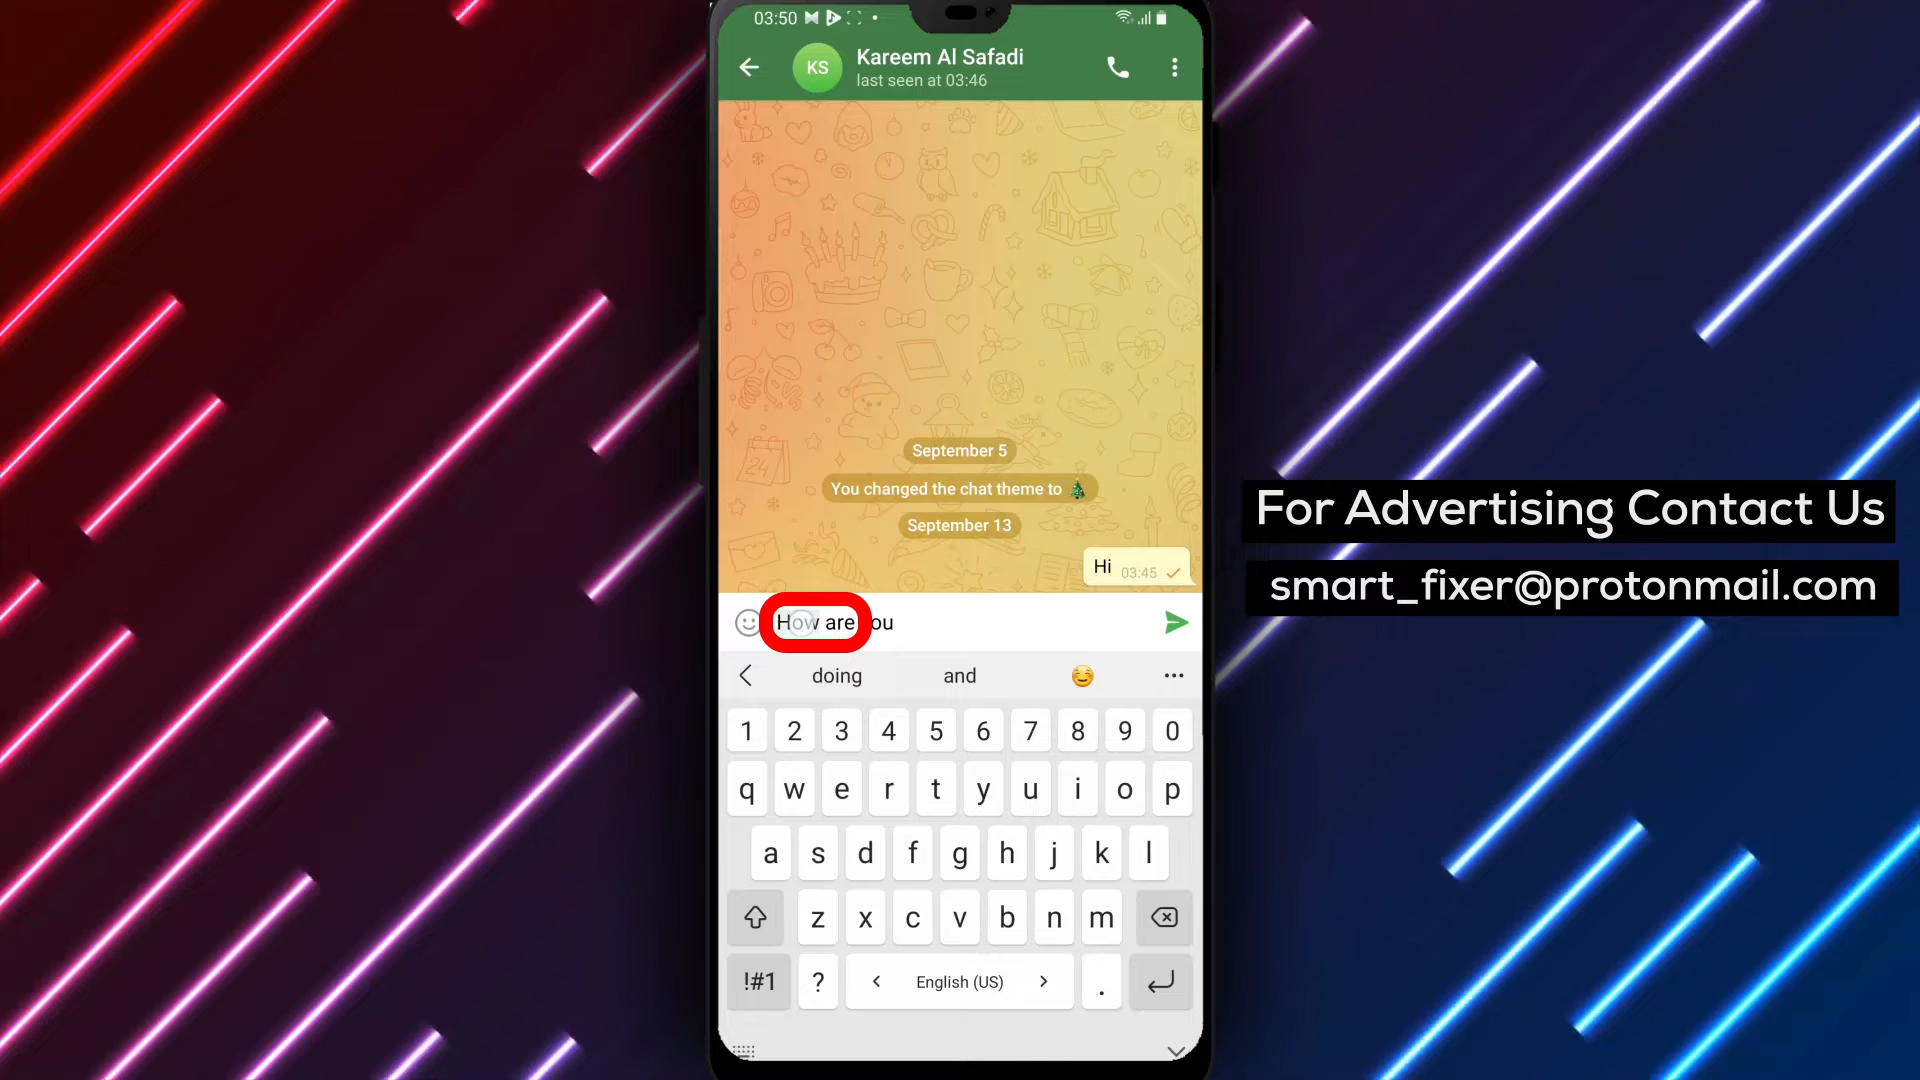 03:50
KS
Kareem Al Safadi
last seen at 03:46
September 5
You changed the chat theme to 🎄
September 13
Hi 03:45
For Advertising Contact Us
smart_fixer@protonmail.com
How are ou
doing and 😊
1 2 3 4 5 6 7 8 9 0
q w e r t y u i o p
a s d f g h j k l
z x c v b n m
!#1 ? < English (US) > .
24